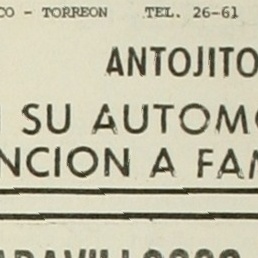 CO - TORREON TEL. 26-61
ANTOJITO
SU AUTOMO
NCION A FAM